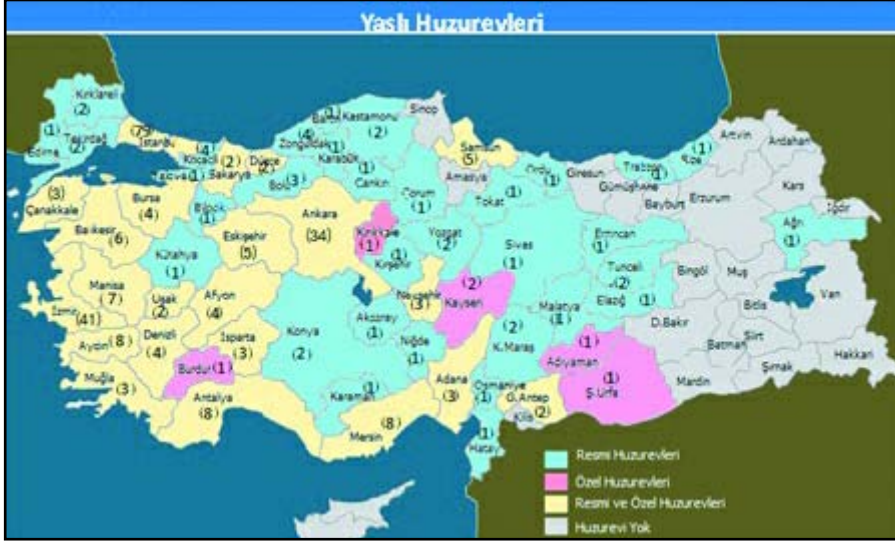 Yaslı Huzurevleri
Kırklareli
(2)
(1)
Edirne
Tekirdağ
(2)
(79)
İstanbul
(4)
Kocaeli
Yalova
(1)
(2)
Sakarya
Düzce
(2)
Bolu
(3)
Zonguldak
(4)
Bartın
(1)
Karabük
(1)
Kastamonu
(2)
Sinop
Çankırı
(1)
Çorum
(1)
Samsun
(5)
Amasya
Tokat
(1)
Ordu
(1)
Giresun
Gümüşhane
Trabzon
(1)
Rize
(1)
Artvin
Ardahan
Kars
Iğdır
Bayburt
Erzurum
Ağrı
(1)
(3)
Çanakkale
Bursa
(4)
Bilecik
(1)
Balıkesir
(6)
Kütahya
(1)
Eskişehir
(5)
Ankara
(34)
Kırıkkale
(1)
Kırşehir
(1)
Yozgat
(2)
Sivas
(1)
Erzincan
(1)
Tunceli
(2)
Elazığ
(1)
Bingöl
Muş
Bitlis
Van
Manisa
(7)
İzmir
(41)
Uşak
(2)
Afyon
(4)
Aydın
(8)
Denizli
(4)
Muğla
(3)
Burdur
(1)
Isparta
(3)
Antalya
(8)
Konya
(2)
Aksaray
(1)
Nevşehir
(3)
Kayseri
(2)
Niğde
(1)
Karaman
(1)
Mersin
(8)
Adana
(3)
Osmaniye
(1)
Hatay
(1)
K.Maraş
(2)
Malatya
(1)
Adıyaman
(1)
G.Antep
(2)
Kilis
Ş.Urfa
(1)
D.Bakır
Mardin
Batman
Siirt
Şırnak
Hakkari
Resmi Huzurevleri
Özel Huzurevleri
Resmi ve Özel Huzurevleri
Huzurevi Yok